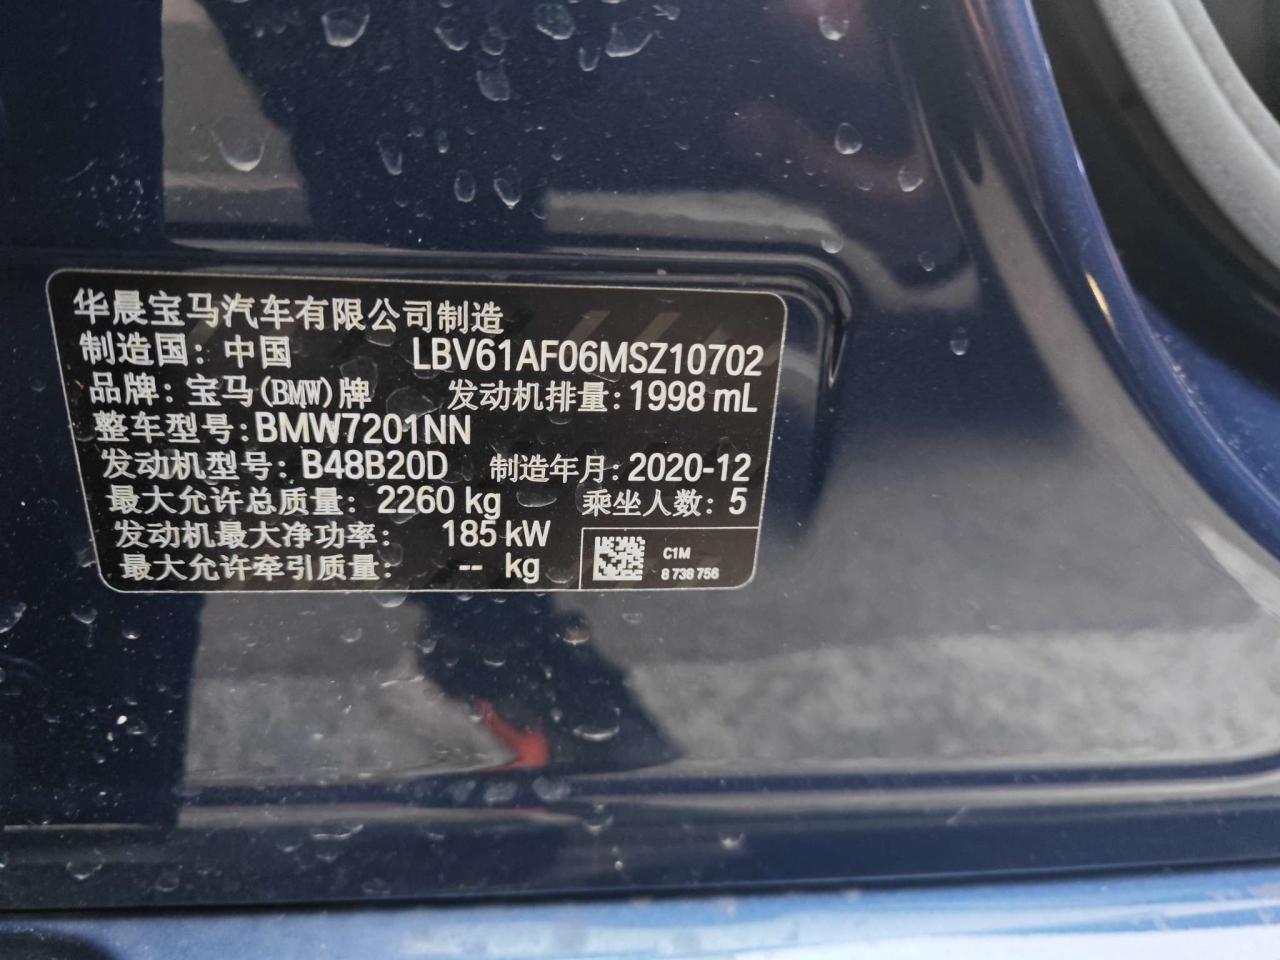 华晨宝马汽车有限公司制造
制造国：中国 LBV61AF06MSZ10702
品牌：宝马(BMW)牌 发动机排量：1998 mL
整车型号：BMW7201NN
发动机型号：B48B20D 制造年月：2020-12
最大允许总质量：2260 kg 乘坐人数：5
发动机最大净功率：185 kW
最大允许牵引质量：-- kg
C1M
8 738 756